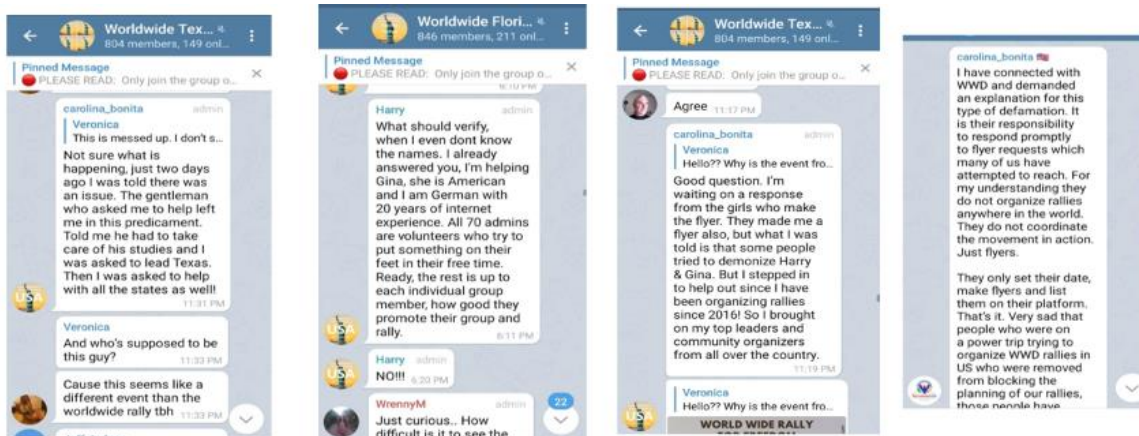 Worldwide Tex...
804 members, 149 onl...
Pinned Message
PLEASE READ: Only join the group o...
carolina_bonita admin
Veronica
This is messed up. I don't s...
Not sure what is
happening, just two days
ago I was told there was
an issue. The gentleman
who asked me to help left
me in this predicament.
Told me he had to take
care of his studies and I
was asked to lead Texas.
Then I was asked to help
with all the states as well!
11:31 PM
USA
Veronica
And who's supposed to be
this guy? 11:33 PM
Cause this seems like a
different event than the
worldwide rally tbh 11:33 PM
Worldwide Flori...
846 members, 211 onl...
Pinned Message
PLEASE READ: Only join the group o...
6:10 PM
Harry admin
What should verify,
when I even dont know
the names. I already
answered you, I'm helping
Gina, she is American
and I am German with
20 years of internet
experience. All 70 admins
are volunteers who try to
put something on their
feet in their free time.
Ready, the rest is up to
each individual group
member, how good they
promote their group and
rally. 6:11 PM
USA
Harry admin
NO!!! 6:20 PM
USA
WrennyM admin
Just curious.. How
difficult is it to see the
22
Worldwide Tex...
804 members, 149 onl...
Pinned Message
PLEASE READ: Only join the group o...
Agree 11:17 PM
carolina_bonita admin
Veronica
Hello?? Why is the event fro...
Good question. I'm
waiting on a response
from the girls who make
the flyer. They made me a
flyer also, but what I was
told is that some people
tried to demonize Harry
& Gina. But I stepped in
to help out since I have
been organizing rallies
since 2016! So I brought
on my top leaders and
community organizers
from all over the country.
11:19 PM
Veronica
Hello?? Why is the event fro...
WORLD WIDE RALLY
FOR FREEDOM
USA
carolina_bonita
I have connected with
WWD and demanded
an explanation for this
type of defamation. It
is their responsibility
to respond promptly
to flyer requests which
many of us have
attempted to reach. For
my understanding they
do not organize rallies
anywhere in the world.
They do not coordinate
the movement in action.
Just flyers.
They only set their date,
make flyers and list
them on their platform.
That's it. Very sad that
people who were on
a power trip trying to
organize WWD rallies in
US who were removed
from blocking the
planning of our rallies,
those people have